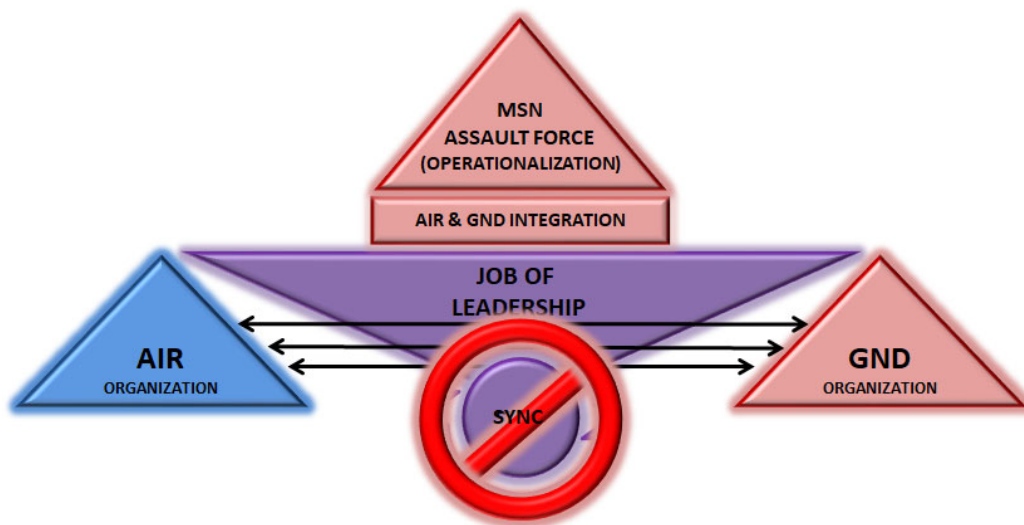 MSN
ASSAULT FORCE
(OPERATIONALIZATION)
AIR & GND INTEGRATION
JOB OF
LEADERSHIP
AIR
ORGANIZATION
SYNC
GND
ORGANIZATION